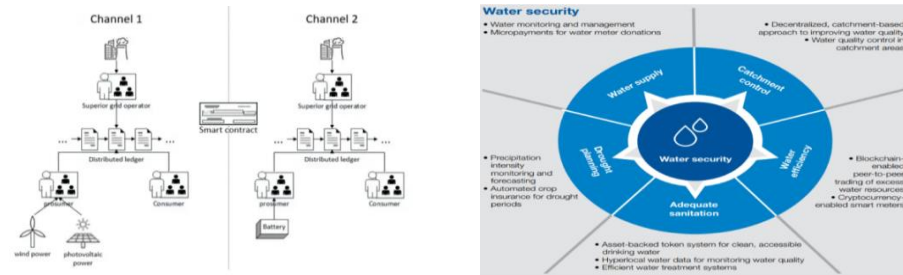 Channel 1
Channel 2
Superior grid operator
Superior grid operator
Smart contract
...
...
...
...
Distributed ledger
Distributed ledger
prosumer
Consumer
prosumer
Consumer
Battery
wind power
photovoltaic
power
Water security
• Water monitoring and management
• Micropayments for water meter donations
• Decentralized, catchment-based
approach to improving water quality
• Water quality control in
catchment areas
Water supply
Catchment
control
Drought
planning
Water security
Water
efficiency
Adequate
sanitation
• Precipitation
intensity
monitoring and
forecasting
• Automated crop
insurance for drought
periods
• Blockchain-
enabled
peer-to-peer
trading of excess
water resources
• Cryptocurrency-
enabled smart meters
• Asset-backed token system for clean, accessible
drinking water
• Hyperlocal water data for monitoring water quality
• Efficient water treatment systems